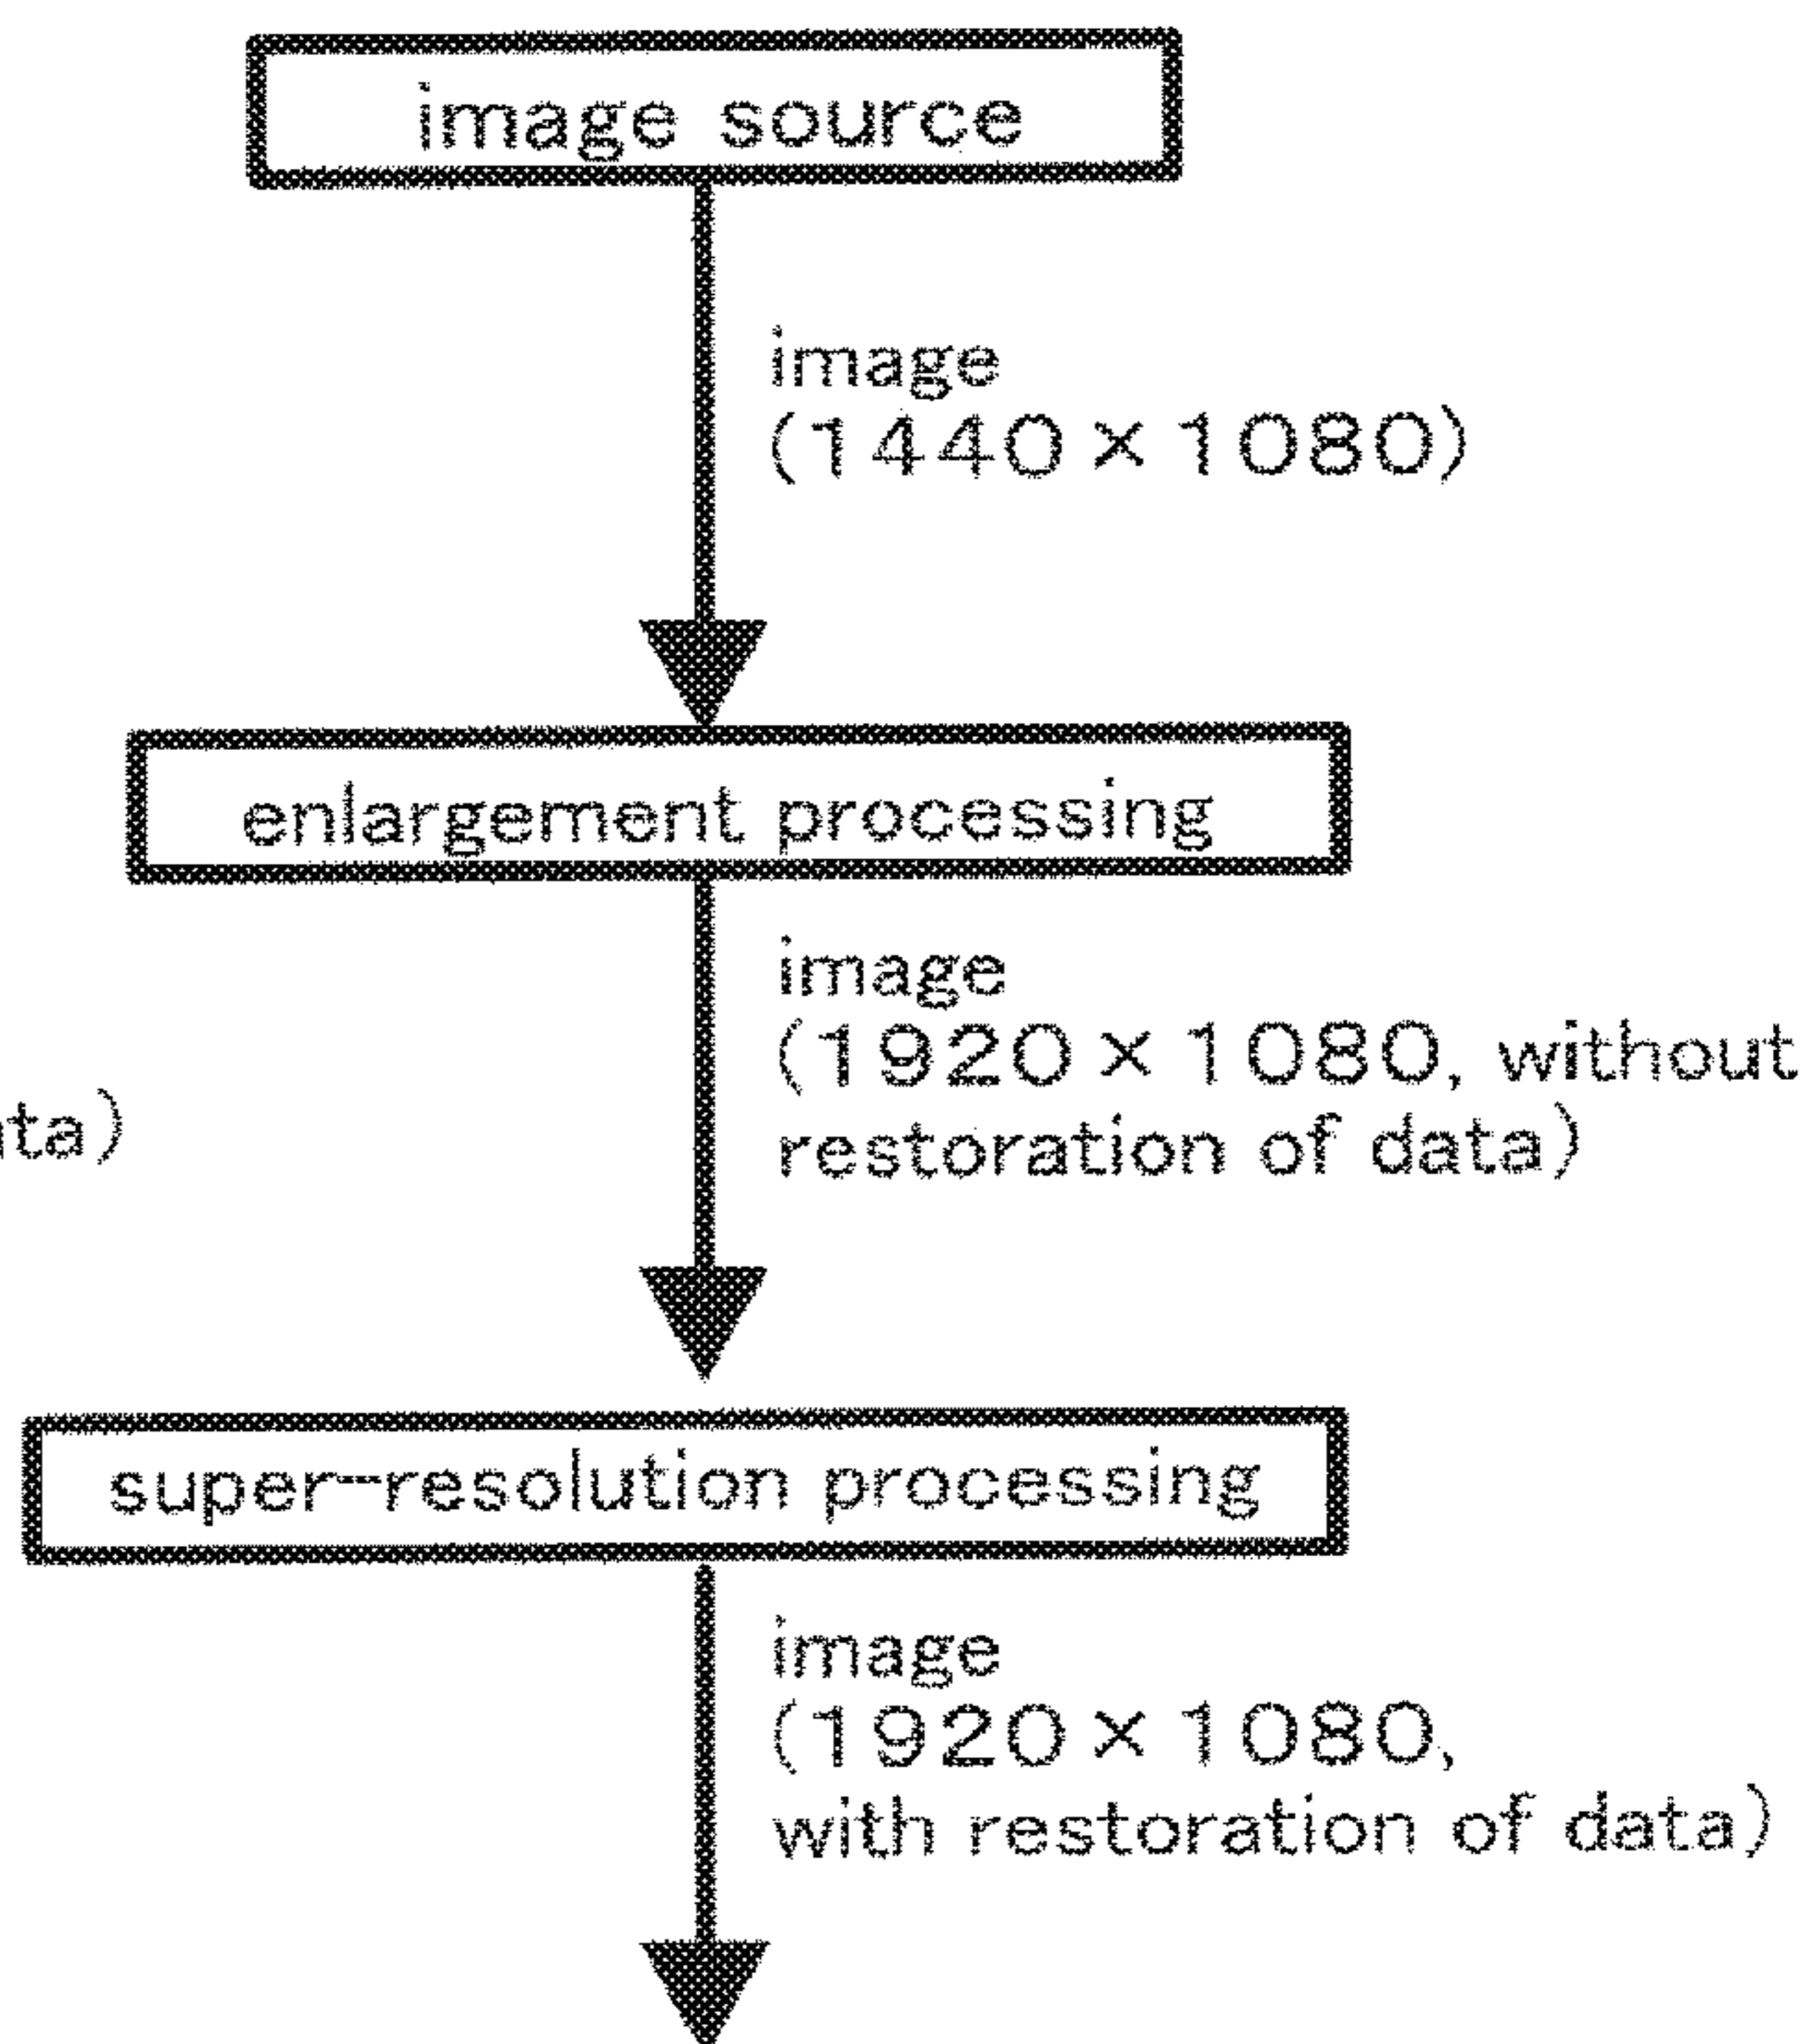 image source
image
(1440×1080)
enlargement processing
image
(1920×1080, without
restoration of data)
super-resolution processing
image
(1920×1080,
with restoration of data)